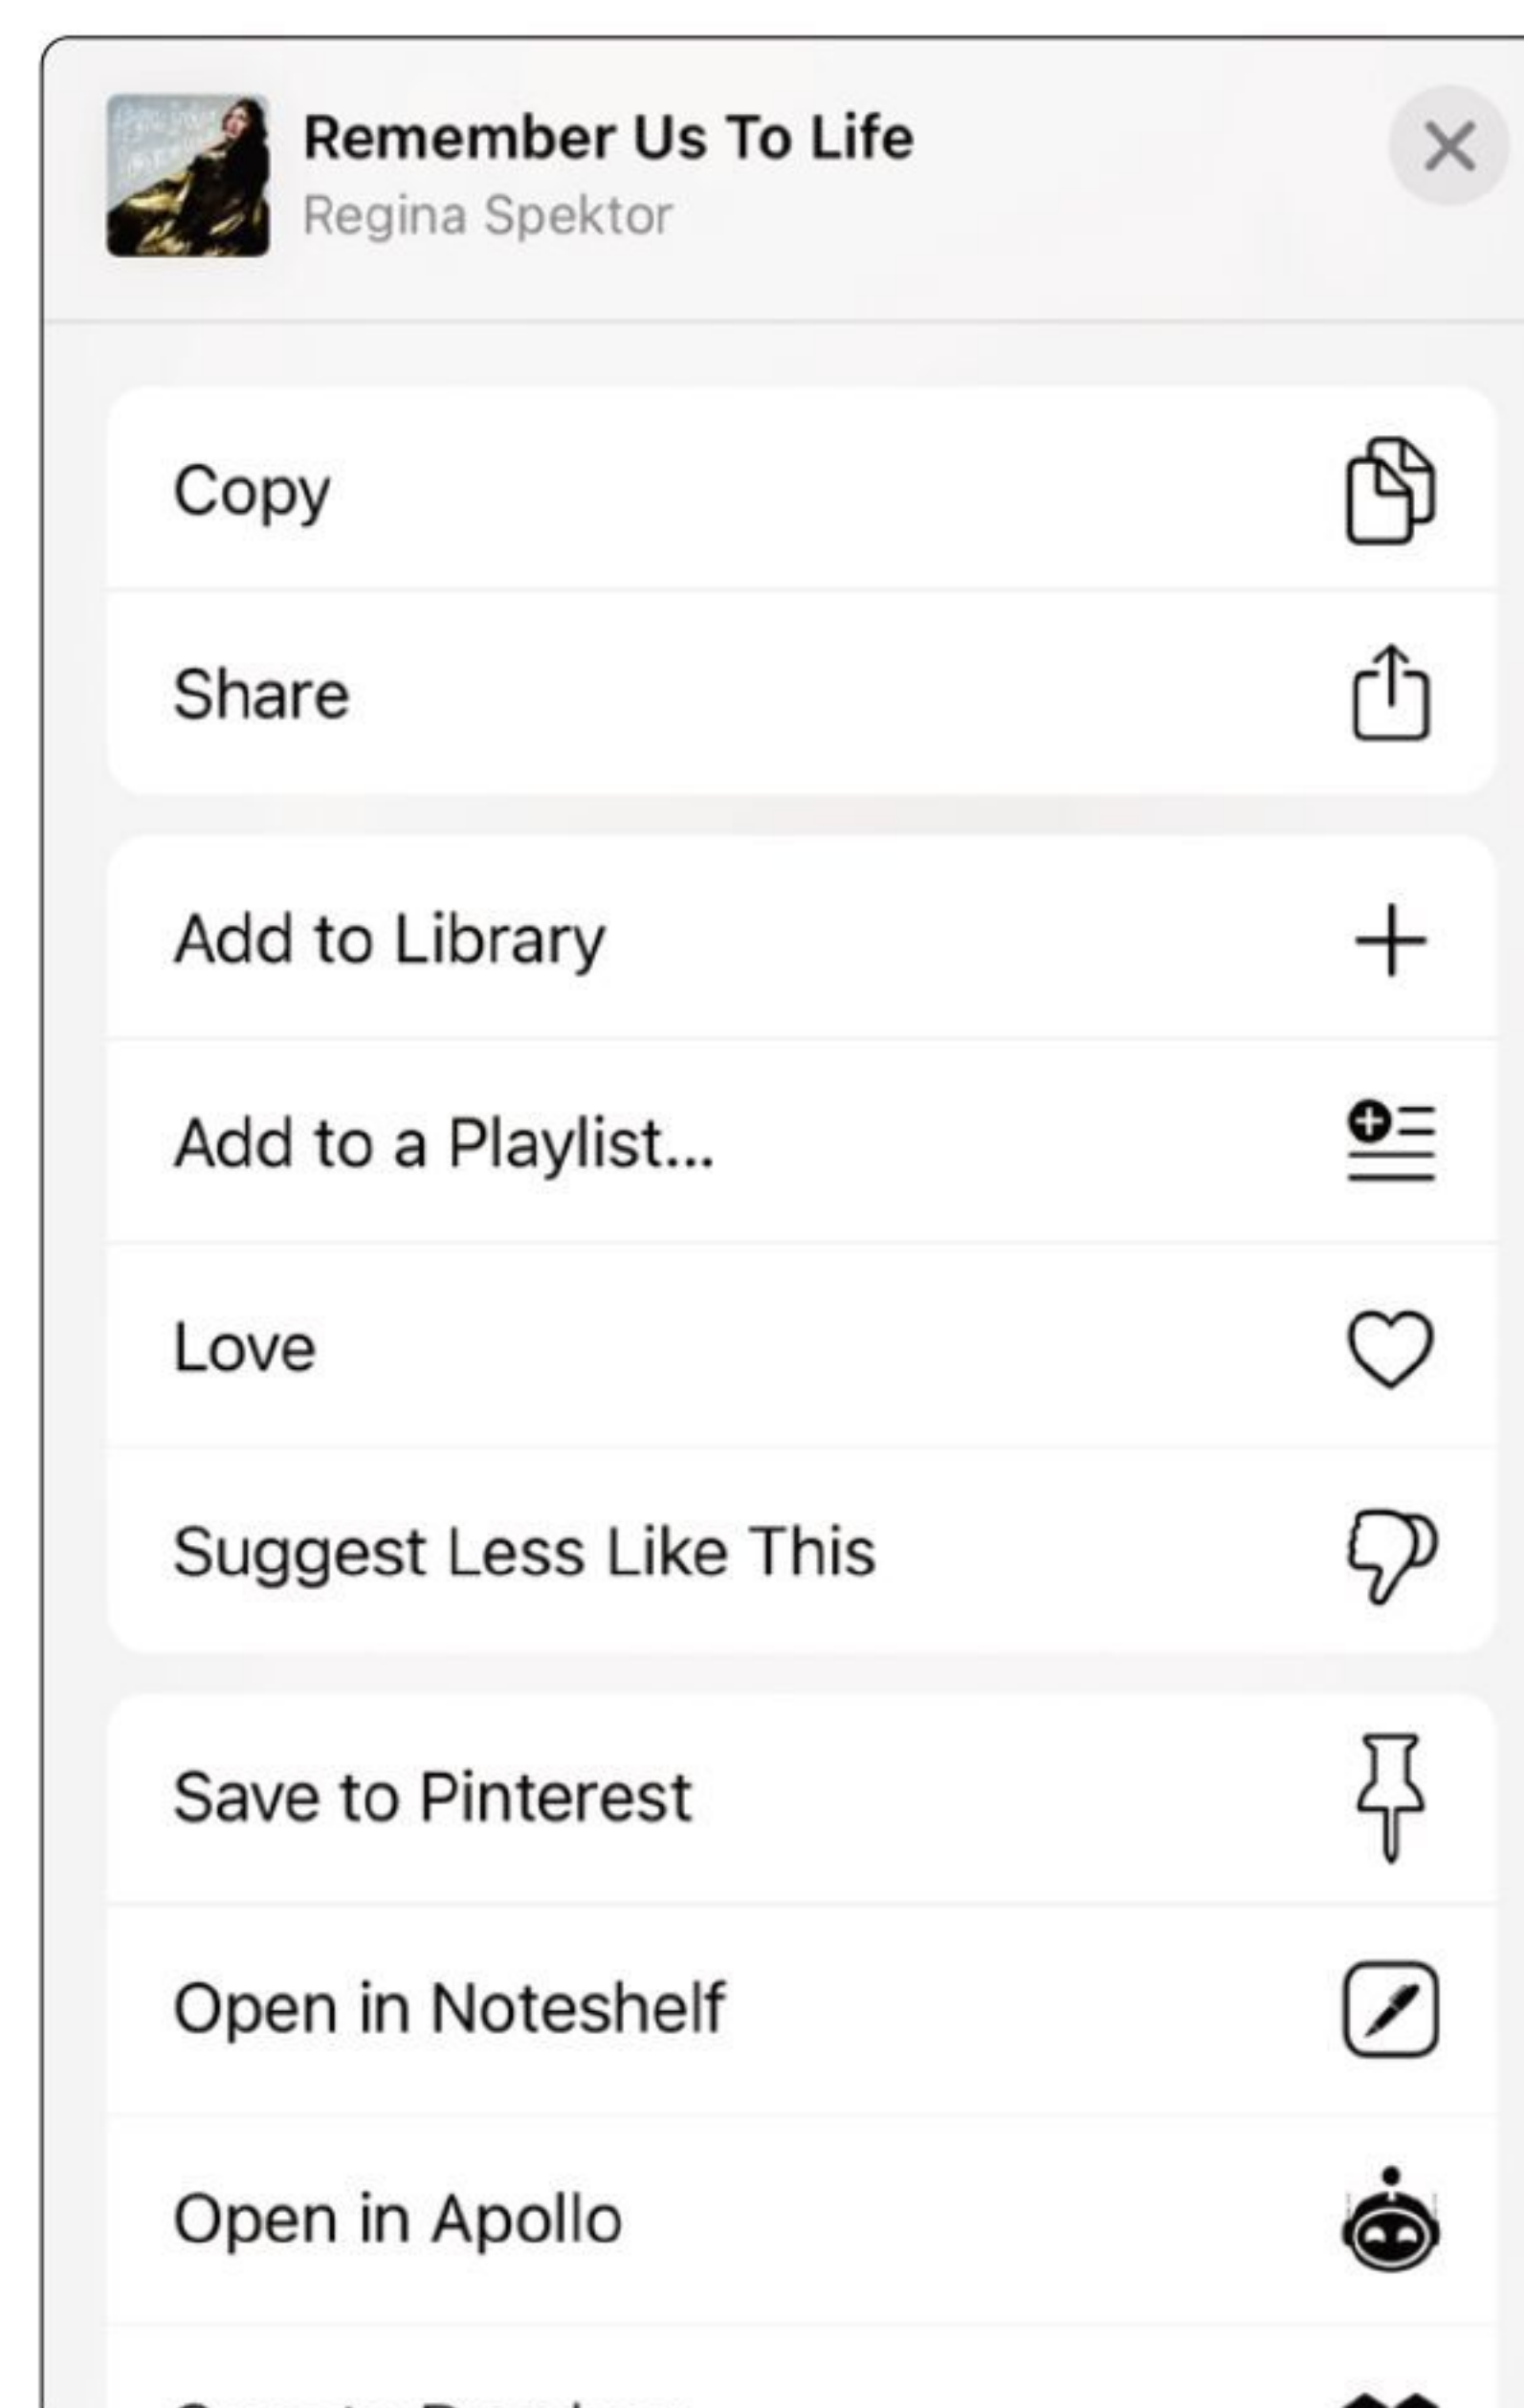 Remember Us To Life
Regina Spektor
Copy
Share
Add to Library
Add to a Playlist...
Love
Suggest Less Like This
Save to Pinterest
Open in Noteshelf
Open in Apollo